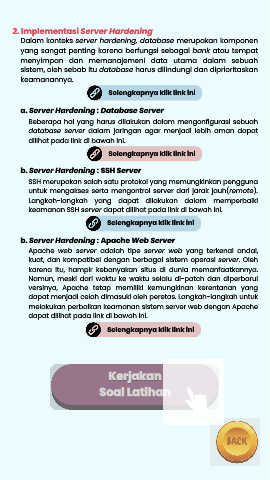 2. Implementasi Server Hardening
Dalam konteks server hardening, database merupakan komponen
yang sangat penting karena berfungsi sebagai bank atau tempat
menyimpan dan memanajemeni data utama dalam sebuah
sistem, oleh sebab itu database harus dilindungi dan diprioritaskan
keamanannya.
Selengkapnya klik link ini
a. Server Hardening : Database Server
Beberapa hal yang harus dilakukan dalam mengonfigurasi sebuah
database server dalam jaringan agar menjadi lebih aman dapat
dilihat pada link di bawah ini.
Selengkapnya klik link ini
b. Server Hardening : SSH Server
SSH merupakan salah satu protokol yang memungkinkan pengguna
untuk mengakses serta mengontrol server dari jarak jauh(remote).
Langkah-langkah yang dapat dilakukan dalam memperbaiki
keamanan SSH server dapat dilihat pada link di bawah ini.
Selengkapnya klik link ini
b. Server Hardening : Apache Web Server
Apache web server adalah tipe server web yang terkenal andal,
kuat, dan kompatibel dengan berbagai sistem operasi server. Oleh
karena itu, hampir kebanyakan situs di dunia memanfaatkannya.
Namun, meski dari waktu ke waktu selalu di-patch dan diperbarui
versinya, Apache tetap memiliki kemungkinan kerentanan yang
dapat menjadi celah dimasuki oleh peretas. Langkah-langkah untuk
melakukan perbaikan keamanan sistem server web dengan Apache
dapat dilihat pada link di bawah ini.
Selengkapnya klik link ini
Kerjakan
Soal Latihan
BACK